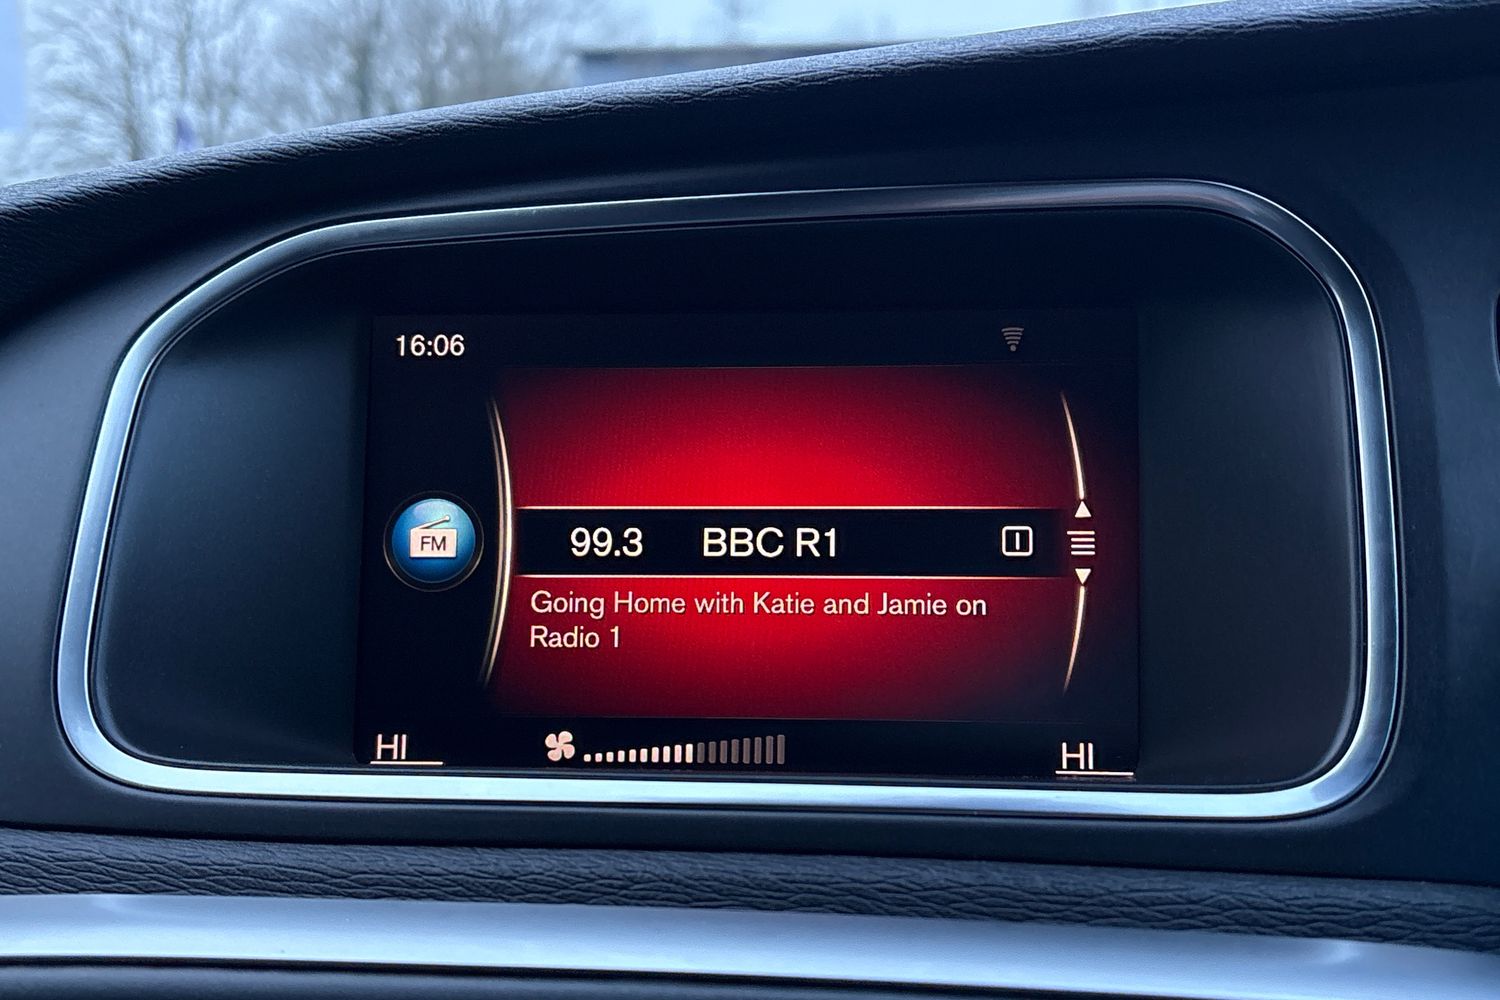 16:06
FM
99.3 BBC R1
Going Home with Katie and Jamie on
Radio 1
HI
HI